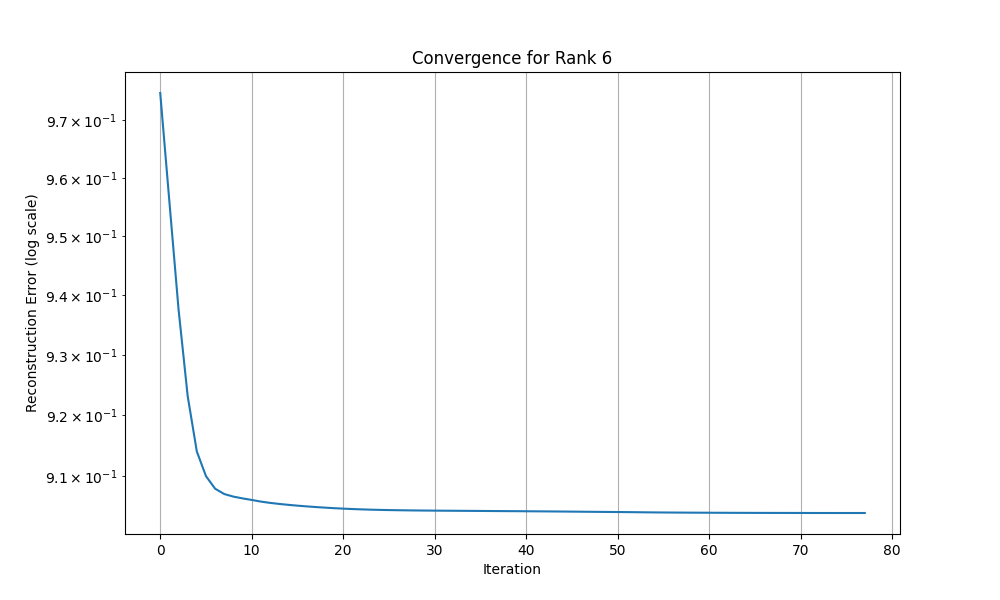 Convergence for Rank 6
Reconstruction Error (log scale)
9.7 × 10⁻¹
9.6 × 10⁻¹
9.5 × 10⁻¹
9.4 × 10⁻¹
9.3 × 10⁻¹
9.2 × 10⁻¹
9.1 × 10⁻¹
0 10 20 30 40 50 60 70 80
Iteration